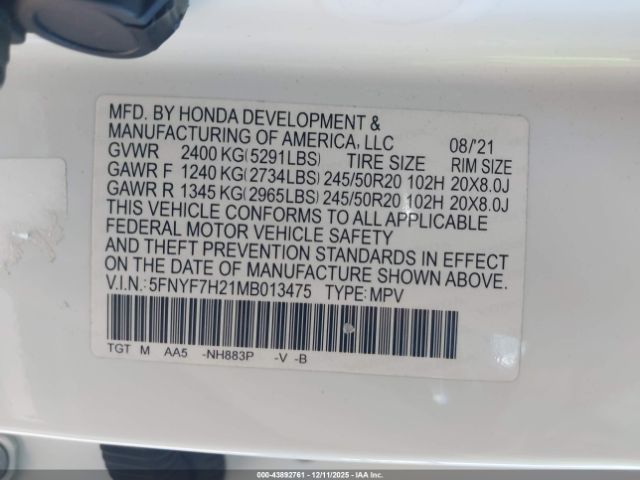 MFD. BY HONDA DEVELOPMENT &
MANUFACTURING OF AMERICA, LLC 08/'21
GVWR 2400 KG(5291LBS) TIRE SIZE RIM SIZE
GAWR F 1240 KG(2734LBS) 245/50R20 102H 20X8.0J
GAWR R 1345 KG(2965LBS) 245/50R20 102H 20X8.0J
THIS VEHICLE CONFORMS TO ALL APPLICABLE
FEDERAL MOTOR VEHICLE SAFETY
AND THEFT PREVENTION STANDARDS IN EFFECT
ON THE DATE OF MANUFACTURE SHOWN ABOVE.
V.I.N.:5FNYF7H21MB013475 TYPE:MPV
TGT M AA5 -NH883P -V -B
000-43892761 - 12/11/2025 - IAAI.COM